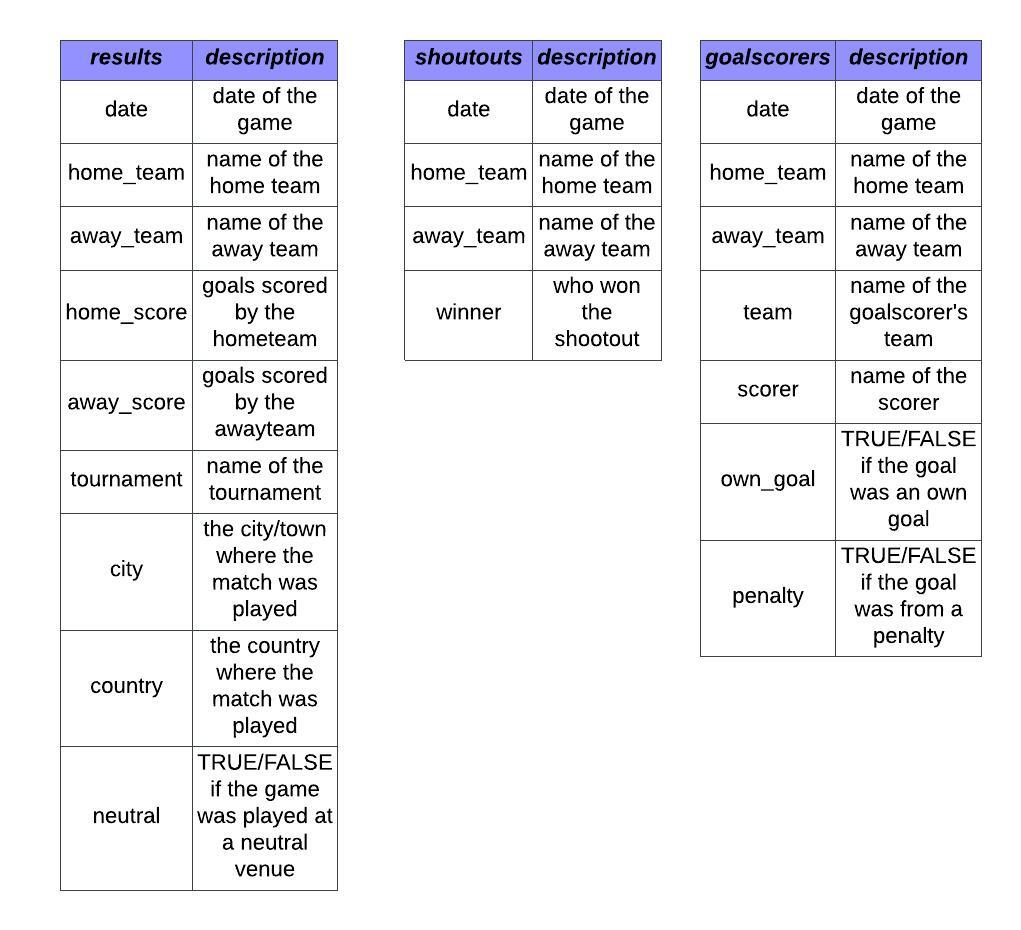 results description
date date of the
game
home_team name of the
home team
away_team name of the
away team
home_score goals scored
by the
hometeam
away_score goals scored
by the
awayteam
tournament name of the
tournament
city the city/town
where the
match was
played
country the country
where the
match was
played
neutral TRUE/FALSE
if the game
was played at
a neutral
venue
shoutouts description
date date of the
game
home_team name of the
home team
away_team name of the
away team
winner who won
the
shootout
goalscorers description
date date of the
game
home_team name of the
home team
away_team name of the
away team
team name of the
goalscorer's
team
scorer name of the
scorer
own_goal TRUE/FALSE
if the goal
was an own
goal
penalty TRUE/FALSE
if the goal
was from a
penalty